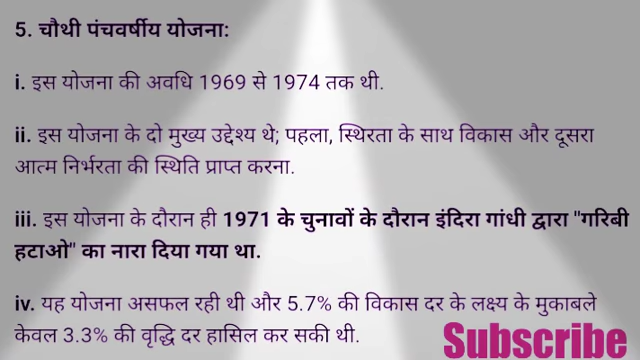 5. चौथी पंचवर्षीय योजना:
i. इस योजना की अवधि 1969 से 1974 तक थी.
ii. इस योजना के दो मुख्य उद्देश्य थे; पहला, स्थिरता के साथ विकास और दूसरा
आत्म निर्भरता की स्थिति प्राप्त करना.
iii. इस योजना के दौरान ही 1971 के चुनावों के दौरान इंदिरा गांधी द्वारा "गरिबी
हटाओ" का नारा दिया गया था.
iv. यह योजना असफल रही थी और 5.7% की विकास दर के लक्ष्य के मुकाबले
केवल 3.3% की वृद्धि दर हासिल कर सकी थी.
Subscribe